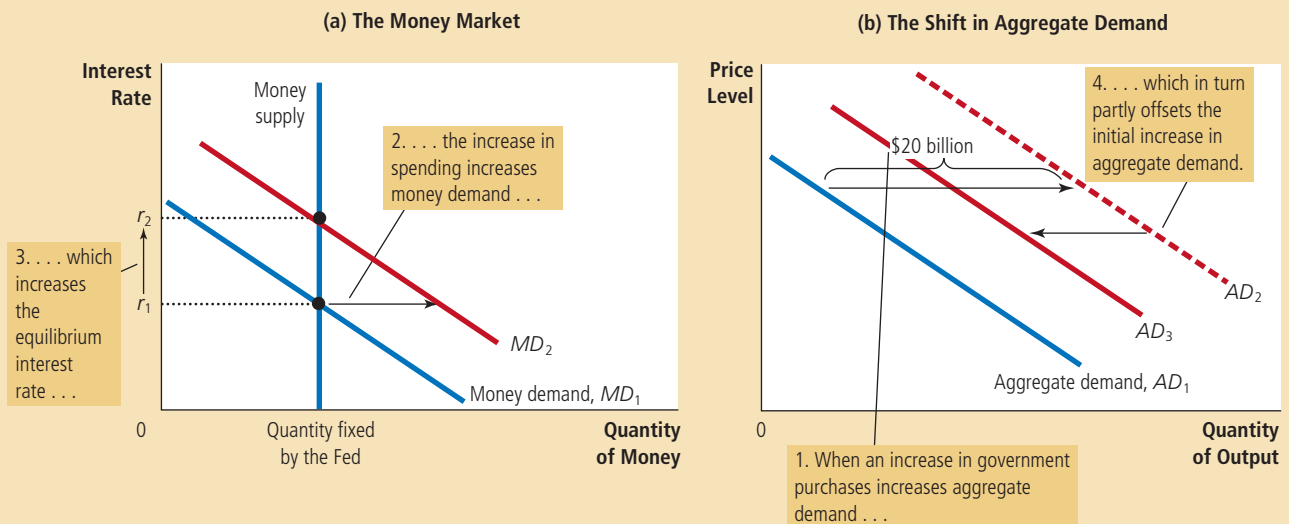 (a) The Money Market
Interest
Rate
Money
supply
2. . . . the increase in
spending increases
money demand . . .
r2
3. . . . which
increases
the
equilibrium
interest
rate . . .
r1
MD2
Money demand, MD1
0
Quantity fixed
by the Fed
Quantity
of Money
(b) The Shift in Aggregate Demand
Price
Level
4. . . . which in turn
partly offsets the
initial increase in
aggregate demand.
$20 billion
AD2
AD3
Aggregate demand, AD1
0
Quantity
of Output
1. When an increase in government
purchases increases aggregate
demand . . .